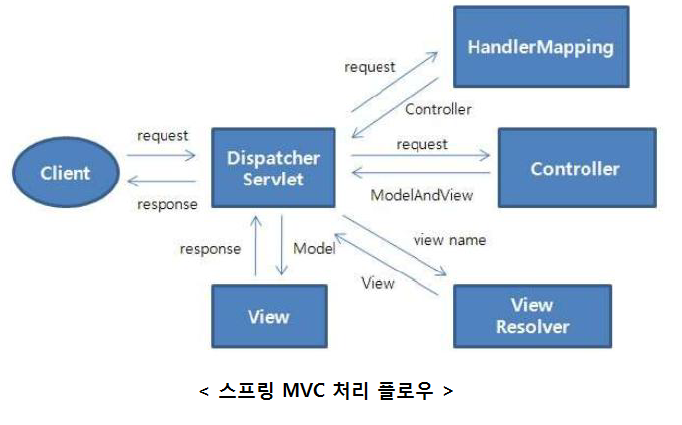 HandlerMapping
request
Controller
request
Client
response
Dispatcher
Servlet
request
ModelAndView
Controller
response
Model
view name
View
View
View
Resolver
< 스프링 MVC 처리 플로우 >